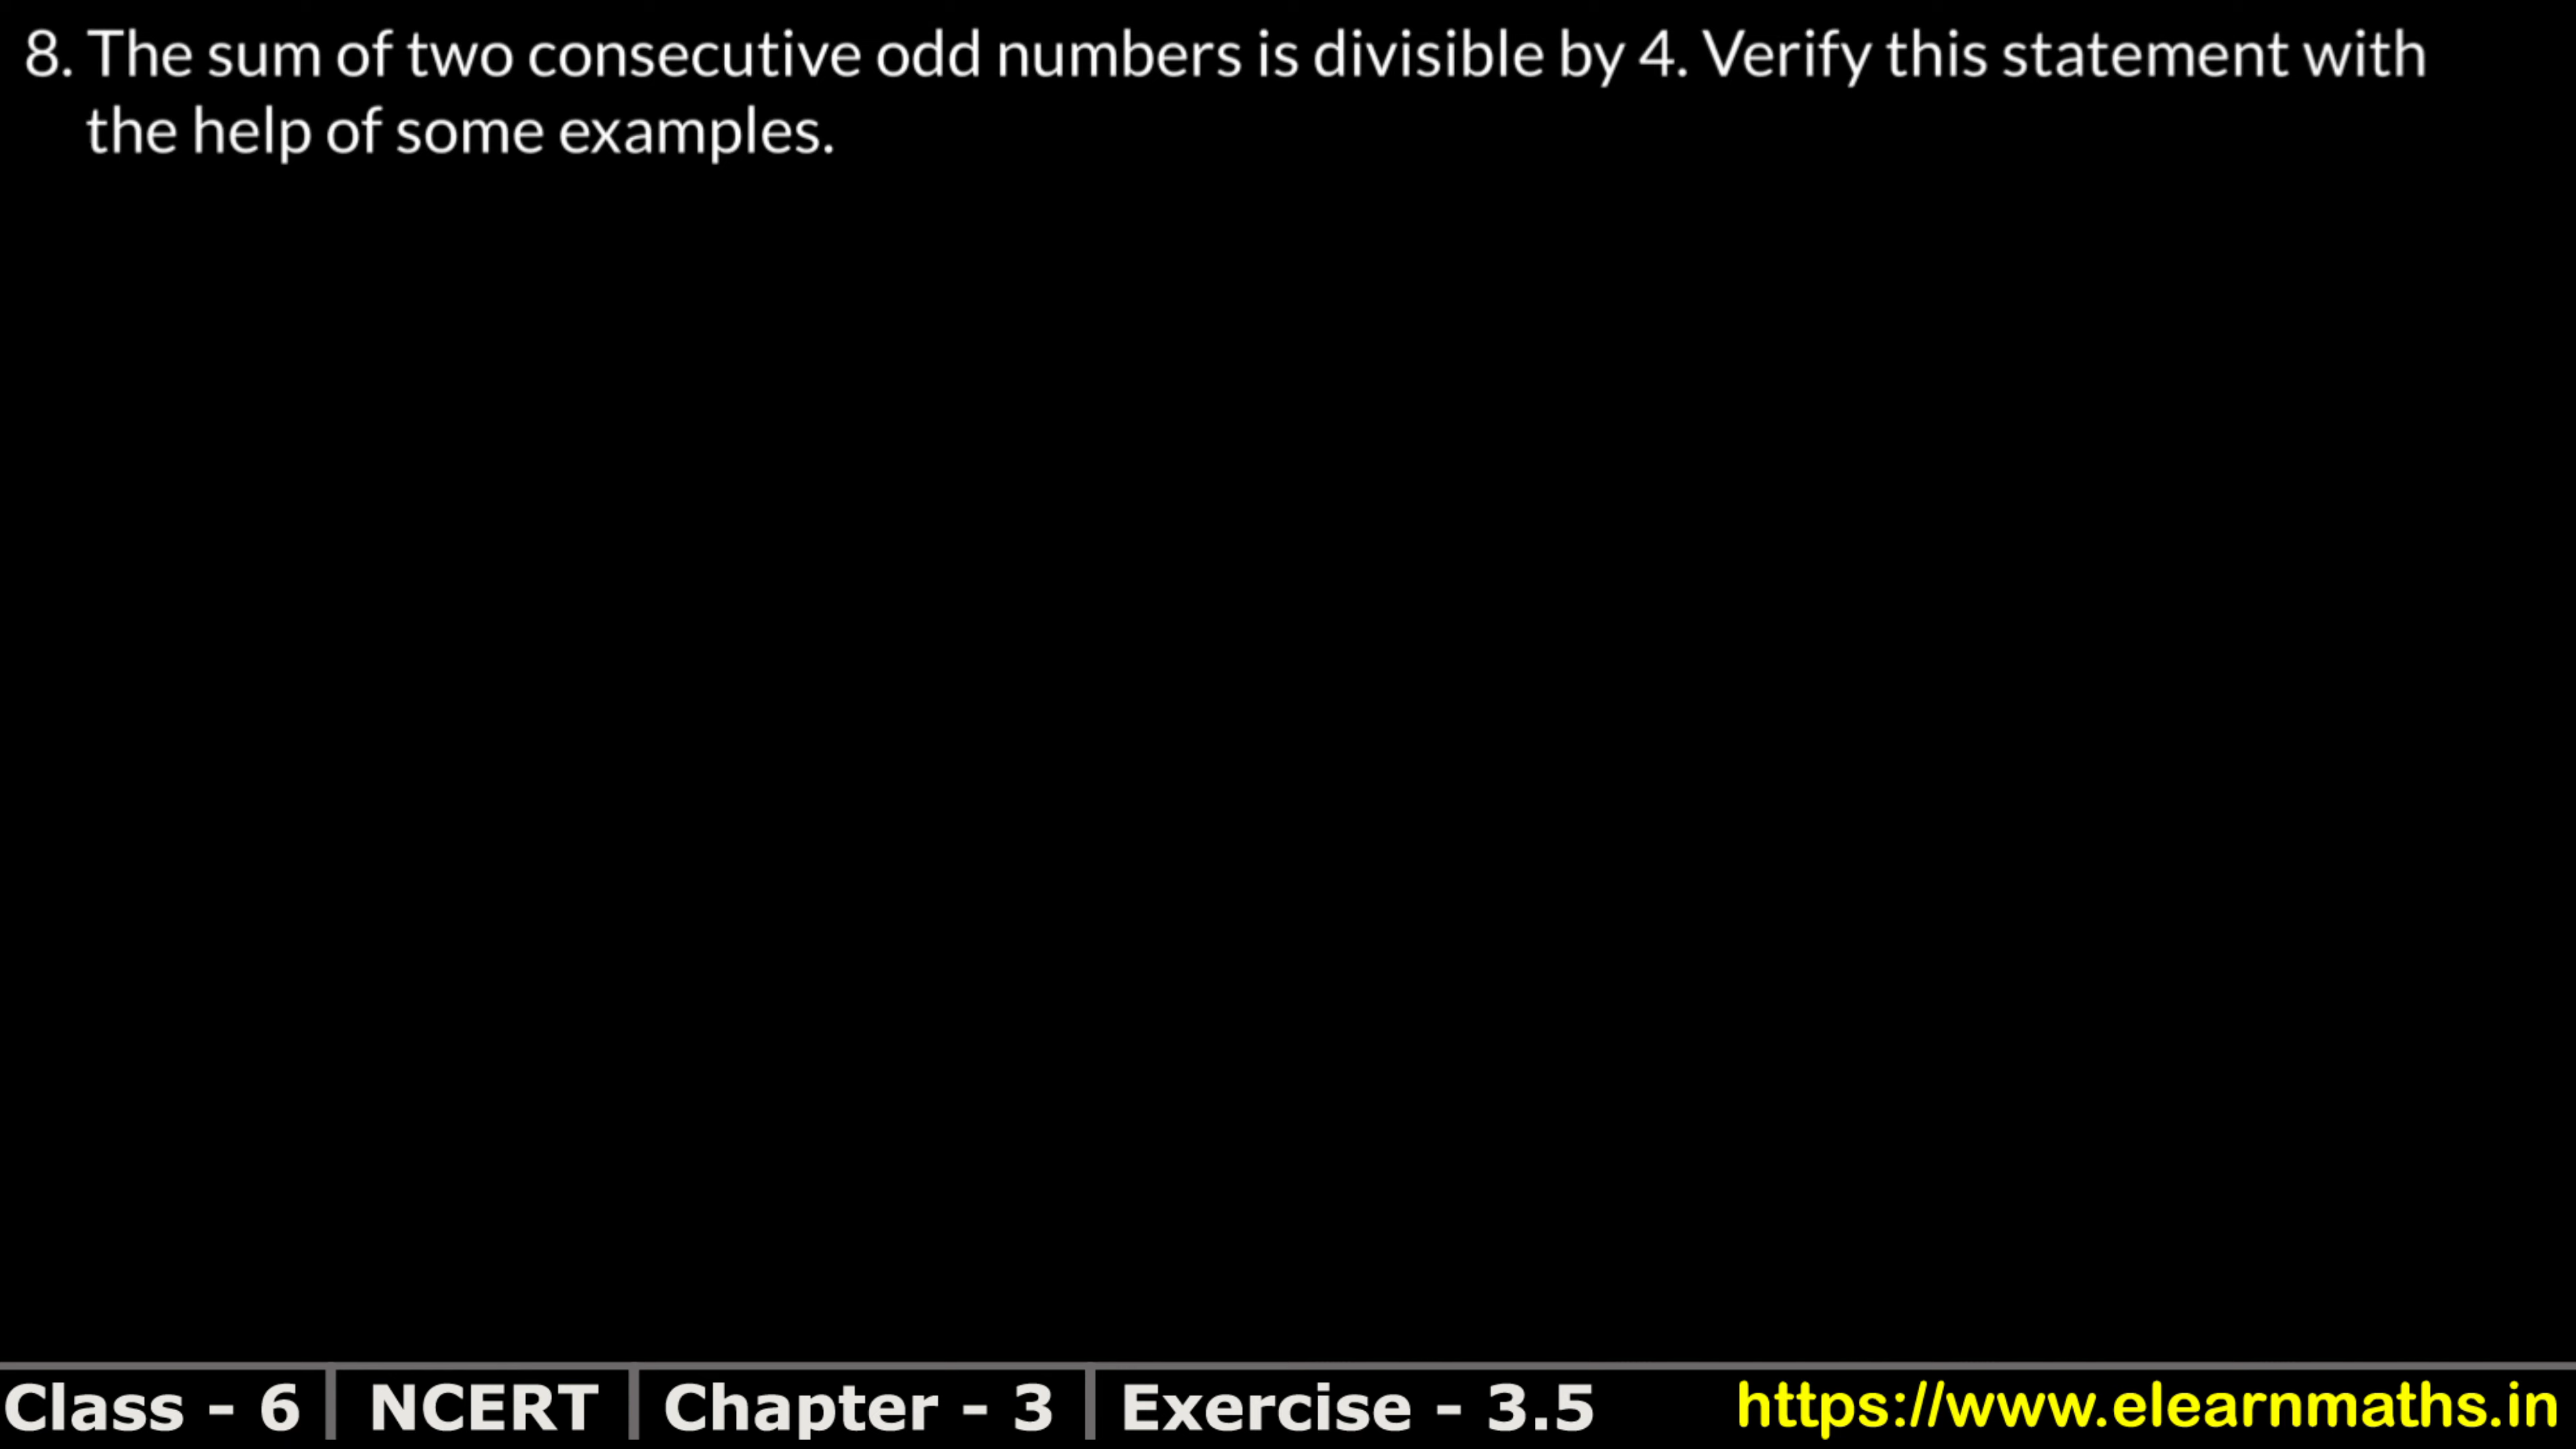 8. The sum of two consecutive odd numbers is divisible by 4. Verify this statement with
the help of some examples.
Class - 6 NCERT Chapter - 3 Exercise - 3.5 https://www.elearnmaths.in